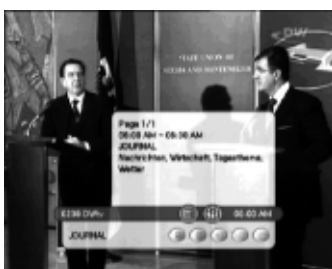 STATE UNION OF
SERBIA AND MONTENEGRO
DW
Page 1/1
06:00 AM - 06:30 AM
JOURNAL
Nachrichten, Wirtschaft, Tagesthema,
Wetter
06:00 AM
JOURNAL